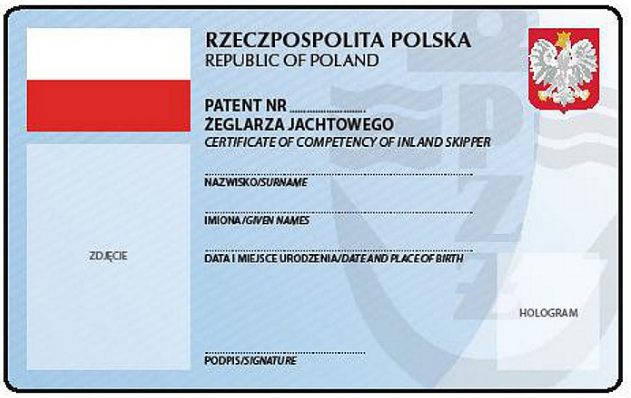 RZECZPOSPOLITA POLSKA
REPUBLIC OF POLAND
PATENT NR ........................
ŻEGLARZA JACHTOWEGO
CERTIFICATE OF COMPETENCY OF INLAND SKIPPER
NAZWISKO/SURNAME
IMIONA/GIVEN NAMES
DATA I MIEJSCE URODZENIA/DATE AND PLACE OF BIRTH
ZDJĘCIE
HOLOGRAM
PODPIS/SIGNATURE